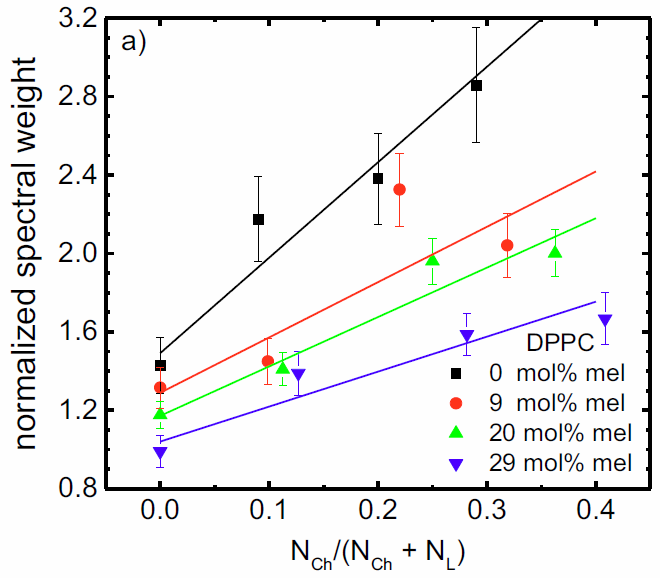 a)
3.2
2.8
2.4
2.0
1.6
1.2
0.8
normalized spectral weight
DPPC
0 mol% mel
9 mol% mel
20 mol% mel
29 mol% mel
0.0 0.1 0.2 0.3 0.4
N_Ch/(N_Ch + N_L)